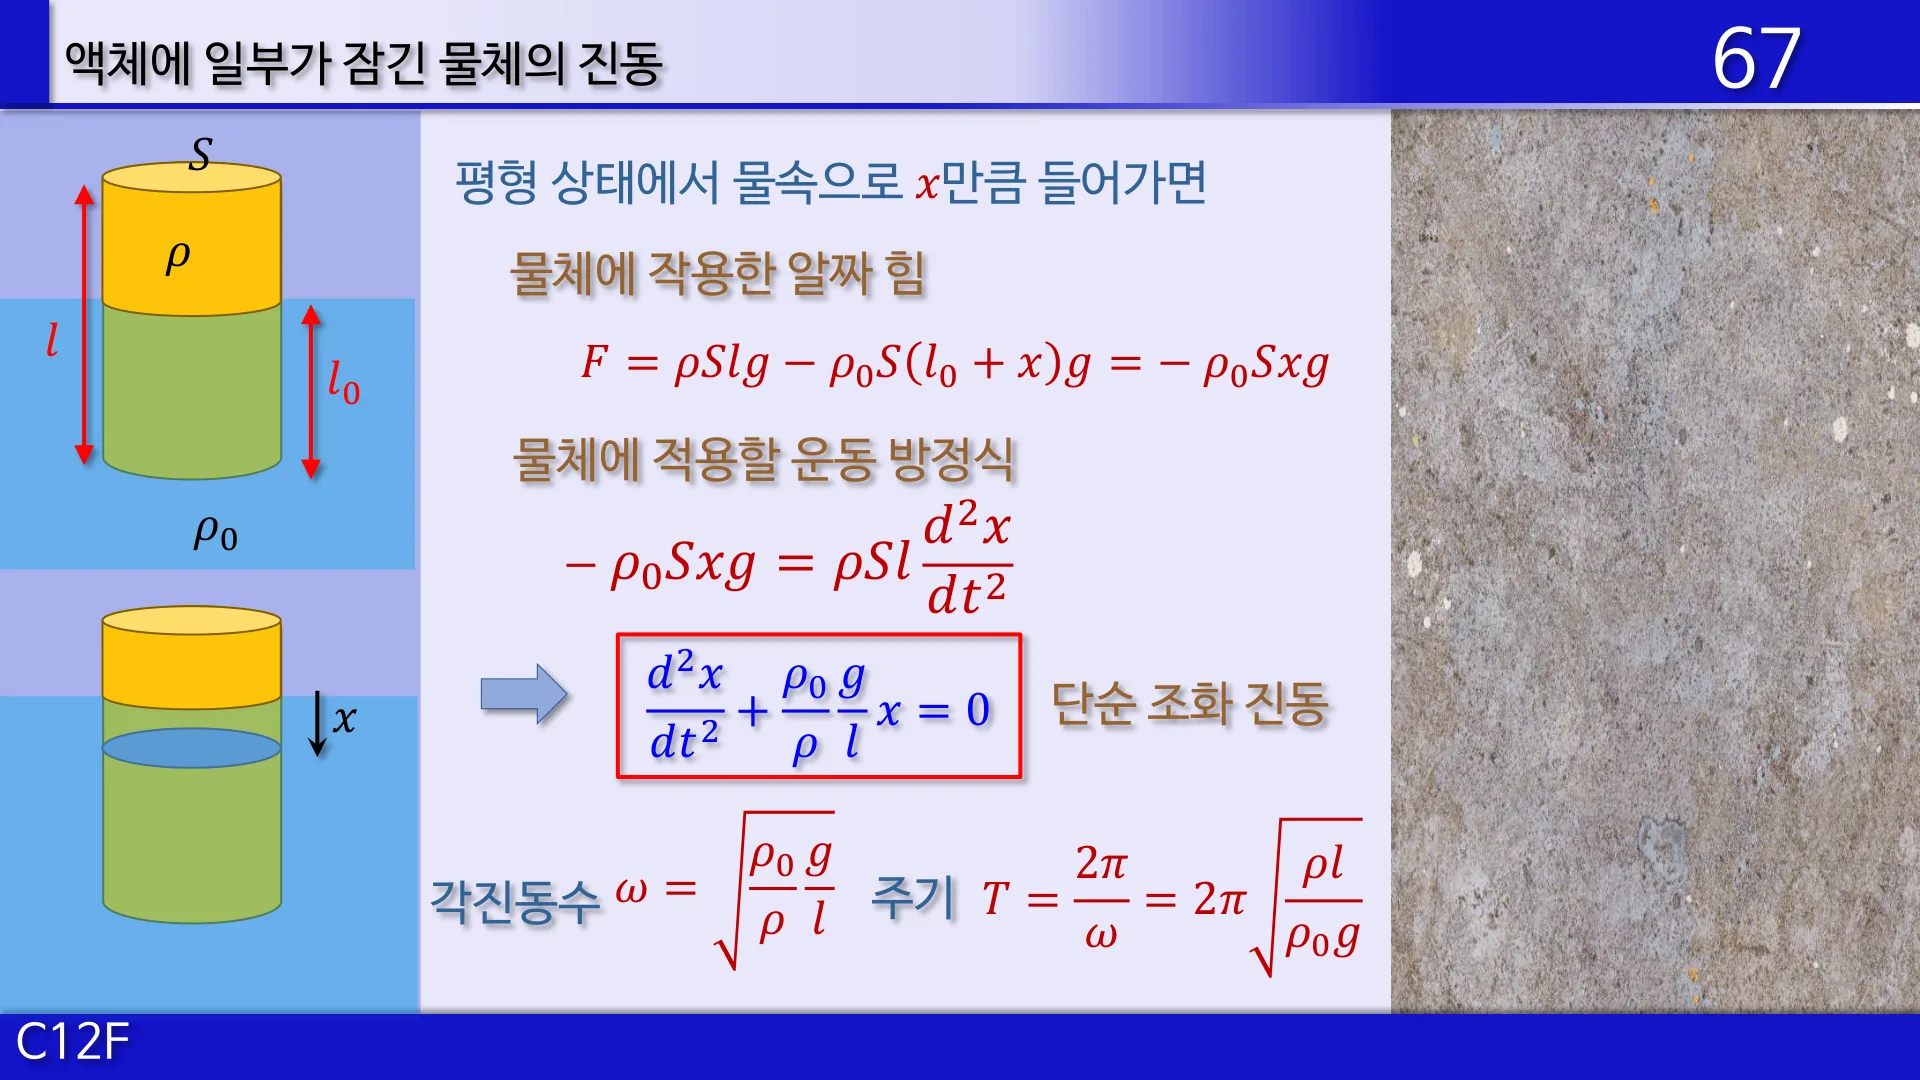 액체에 일부가 잠긴 물체의 진동
67
S
ρ
l
l₀
ρ₀
x
평형 상태에서 물속으로 x만큼 들어가면
물체에 작용한 알짜 힘
F = ρSlg − ρ₀S(l₀ + x)g = − ρ₀Sxg
물체에 적용할 운동 방정식
− ρ₀Sxg = ρSl d²x/dt²
d²x/dt² + ρ₀/ρ g/l x = 0 단순 조화 진동
각진동수 ω = √(ρ₀/ρ g/l) 주기 T = 2π/ω = 2π√(ρl/ρ₀g)
C12F